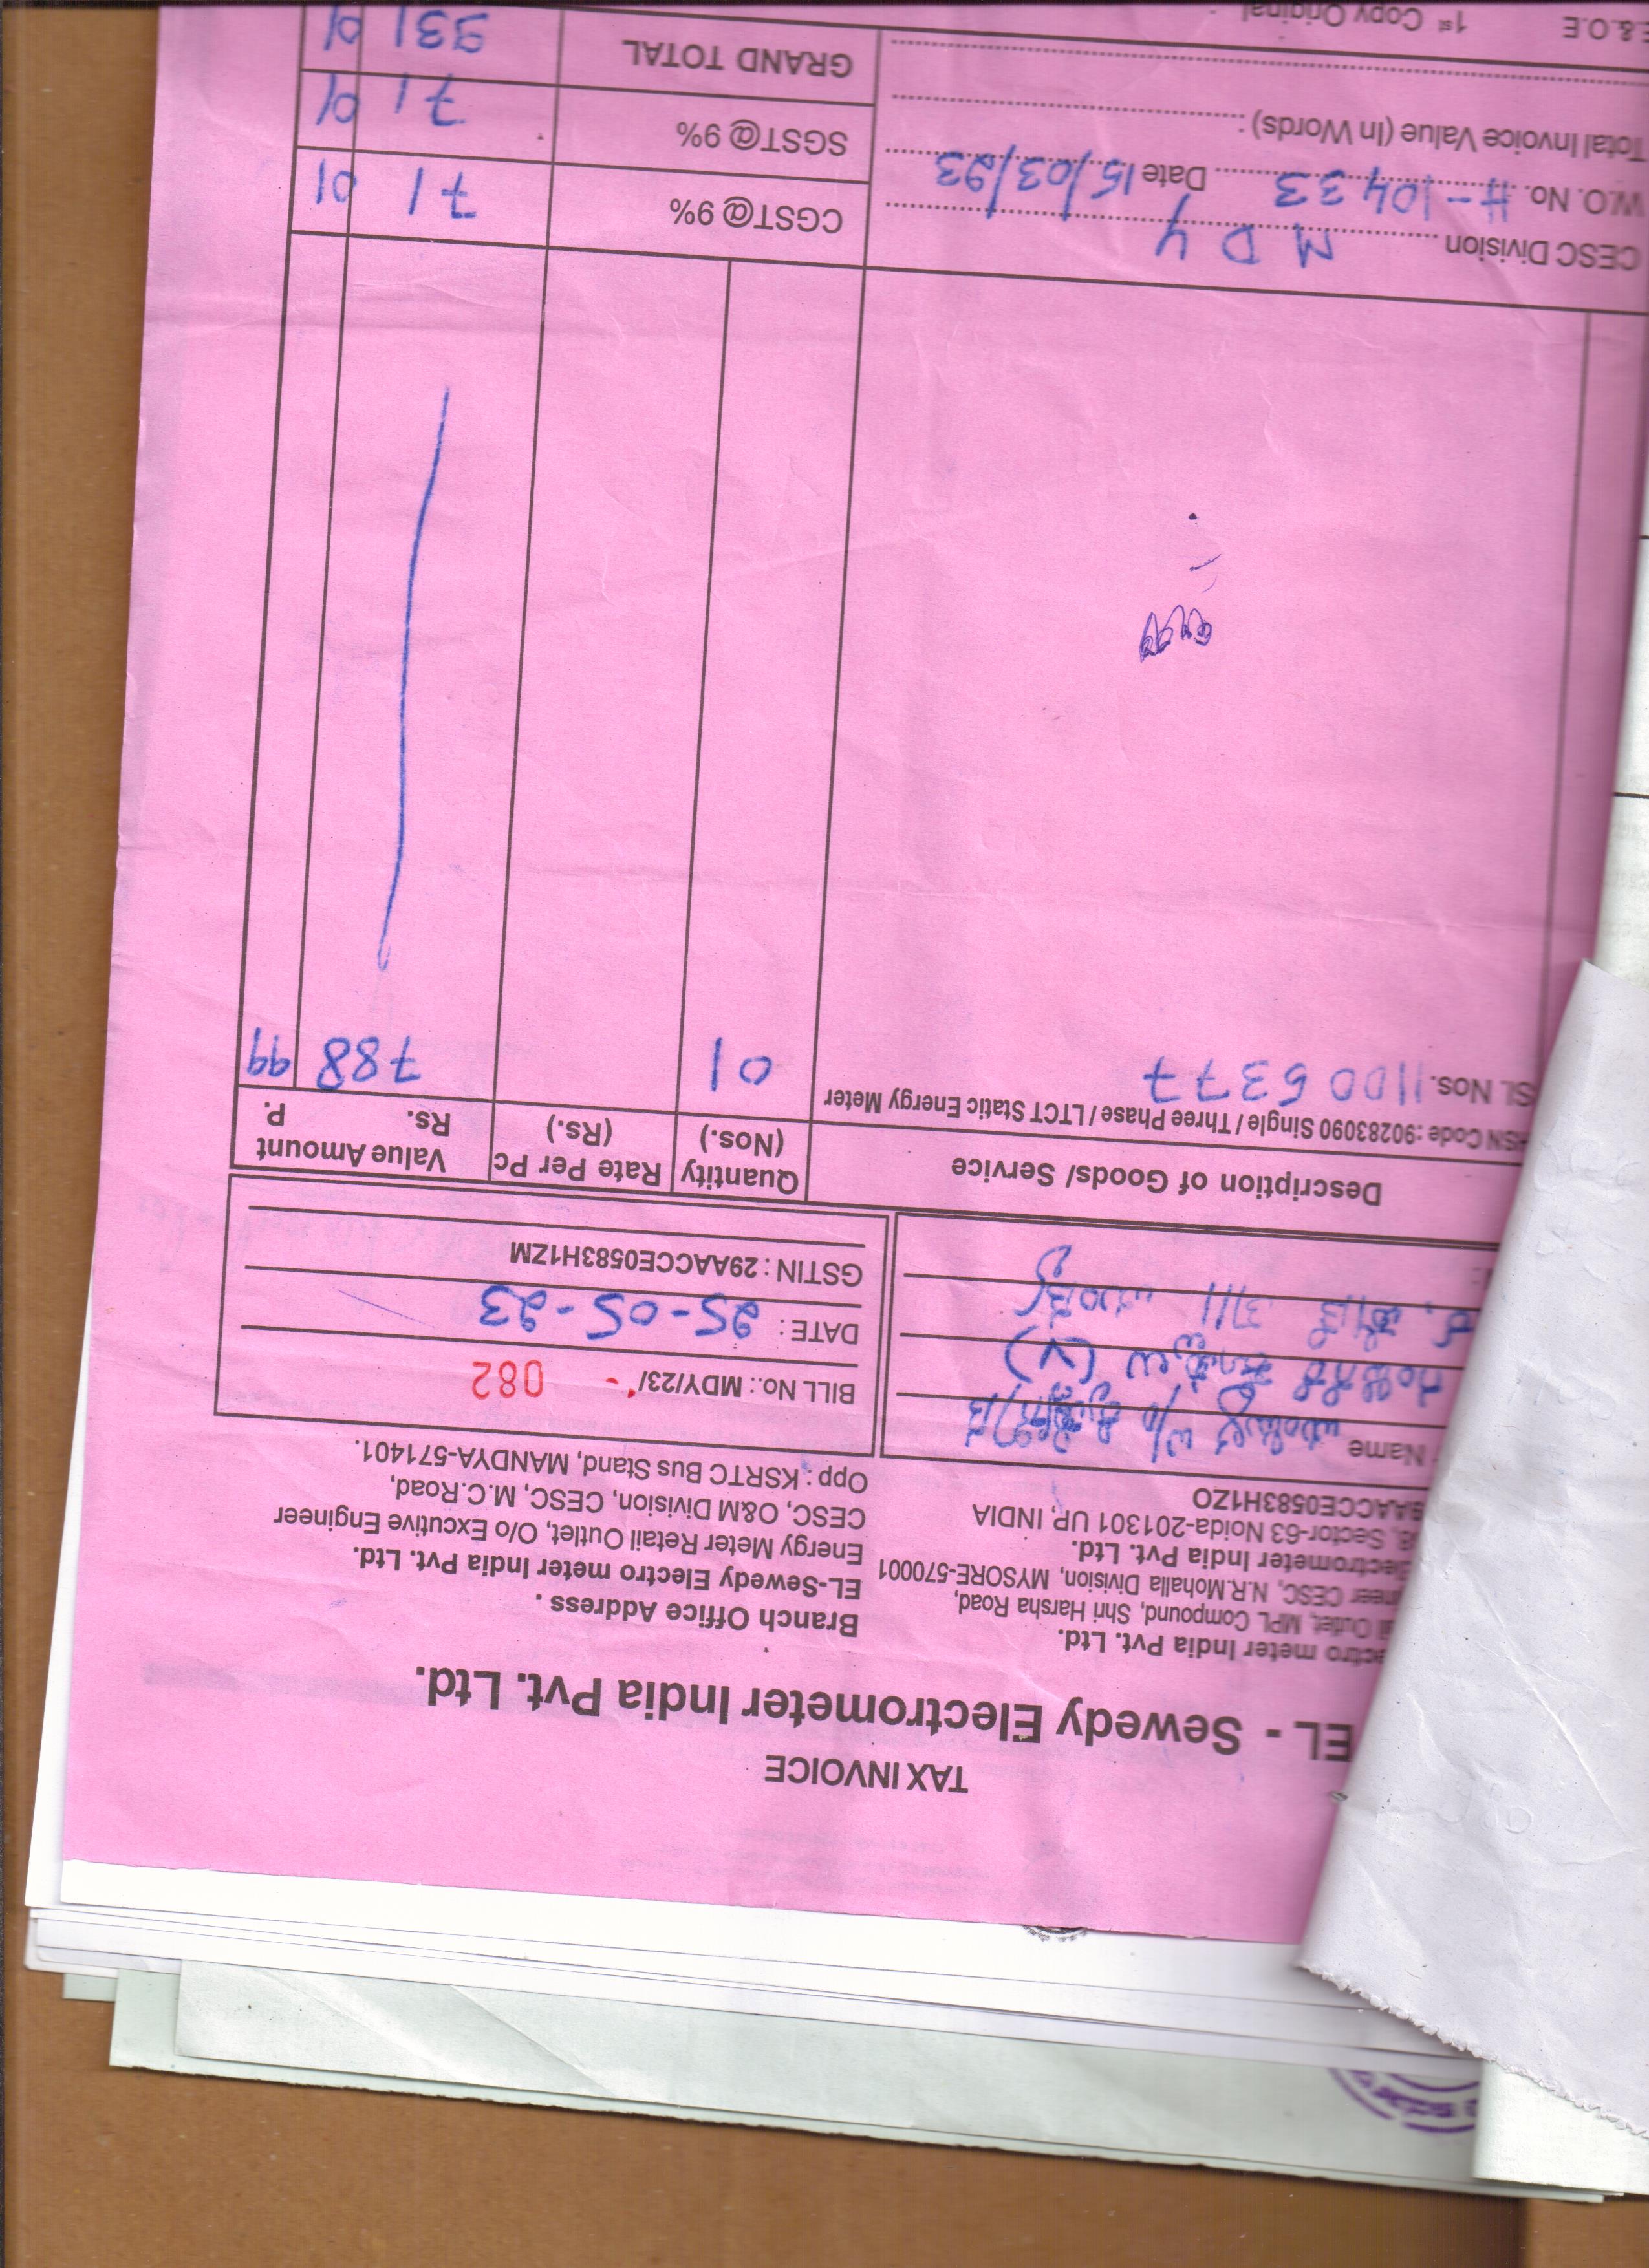 TAX INVOICE
EL - Sewedy Electrometer India Pvt. Ltd.
meter India Pvt. Ltd.
Outlet, MPL Compound, Shri Harsha Road,
CESC, N.R.Mohalla Division, MYSORE-570001
Electrometer India Pvt. Ltd.
Sector-63 Noida-201301 UP, INDIA
AACCE0583H1ZO
Branch Office Address .
EL-Sewedy Electro meter India Pvt. Ltd.
Energy Meter Retail Outlet, O/o Excutive Engineer
CESC, O&M Division, CESC, M.C.Road,
Opp : KSRTC Bus Stand, MANDYA-571401.
Name
BILL No.: MDY/23/ 082
DATE : 25-05-23
GSTIN : 29AACCE0583H1ZM
Description of Goods/ Service Quantity (Nos.) Rate Per Pc (Rs.) Value Amount Rs. P.
Code :90283090 Single / Three Phase / LTCT Static Energy Meter
SL Nos. 11006377 01 788 99
CESC Division MDY CGST@ 9% 71 01
W.O. No H-10433 Date 15/03/23 SGST@ 9% 71 01
Total Invoice Value (In Words) :
GRAND TOTAL 931 01
E.& O.E 1st Copy Original